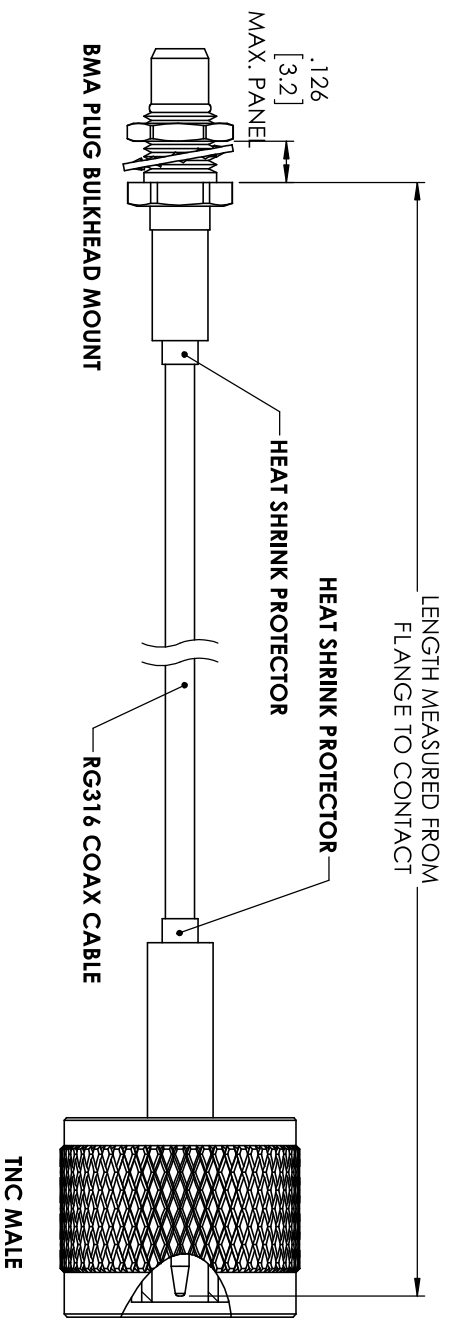 .126
[3.2]
MAX. PANEL
BMA PLUG BULKHEAD MOUNT
LENGTH MEASURED FROM
FLANGE TO CONTACT
HEAT SHRINK PROTECTOR
HEAT SHRINK PROTECTOR
RG316 COAX CABLE
TNC MALE